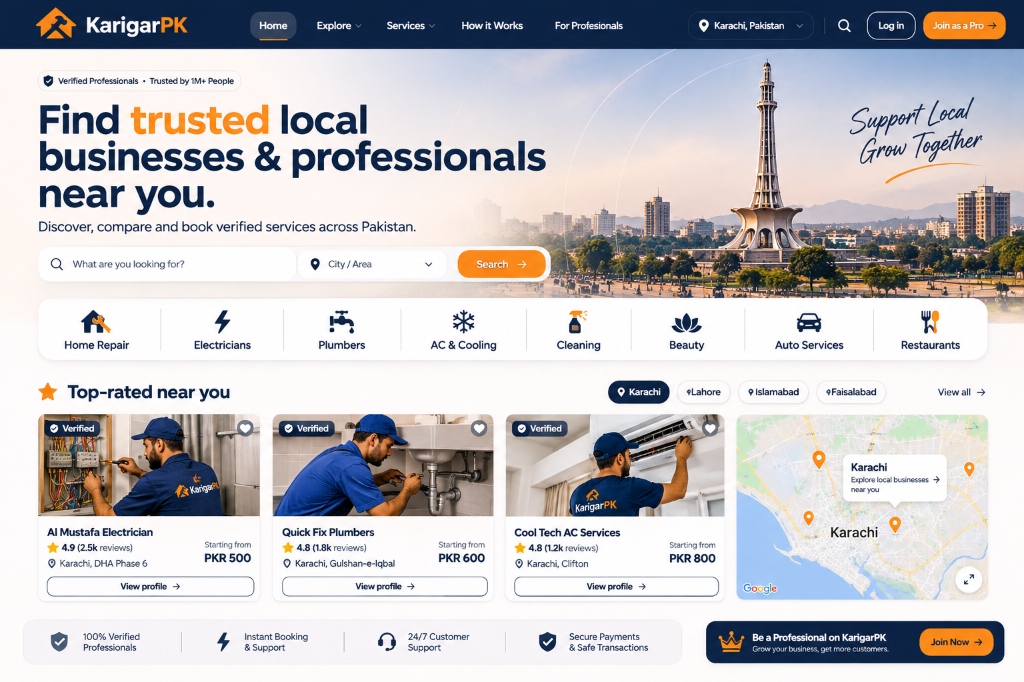 KarigarPK
Home
Explore
Services
How it Works
For Profesionals
Karachi, Pakistan
Log in
Join as a Pro →
Verified Professionals • Trusted by 1M+ People
Find trusted local
businesses & professionals
near you.
Discover, compare and book verified services across Pakistan.
Support Local
Grow Together
What are you looking for?
City / Area
Search →
Home Repair
Electricians
Plumbers
AC & Cooling
Cleaning
Beauty
Auto Services
Restaurants
Top-rated near you
Karachi
Lahore
Islamabad
Faisalabad
View all →
Verified
KarigarPK
Al Mustafa Electrician
4.9 (2.5k reviews)
Karachi, DHA Phase 6
Starting from
PKR 500
View profile →
Verified
Quick Fix Plumbers
4.8 (1.8k reviews)
Karachi, Gulshan-e-Iqbal
Starting from
PKR 600
View profile →
Verified
KarigarPK
Cool Tech AC Services
4.8 (1.2k reviews)
Karachi, Clifton
Starting from
PKR 800
View profile →
Karachi
Explore local businesses →
near you
Karachi
Google
100% Verified
Professionals
Instant Booking
& Support
24/7 Customer
Support
Secure Payments
& Safe Transactions
Be a Professional on KarigarPK
Grow your business, get more customers.
Join Now →